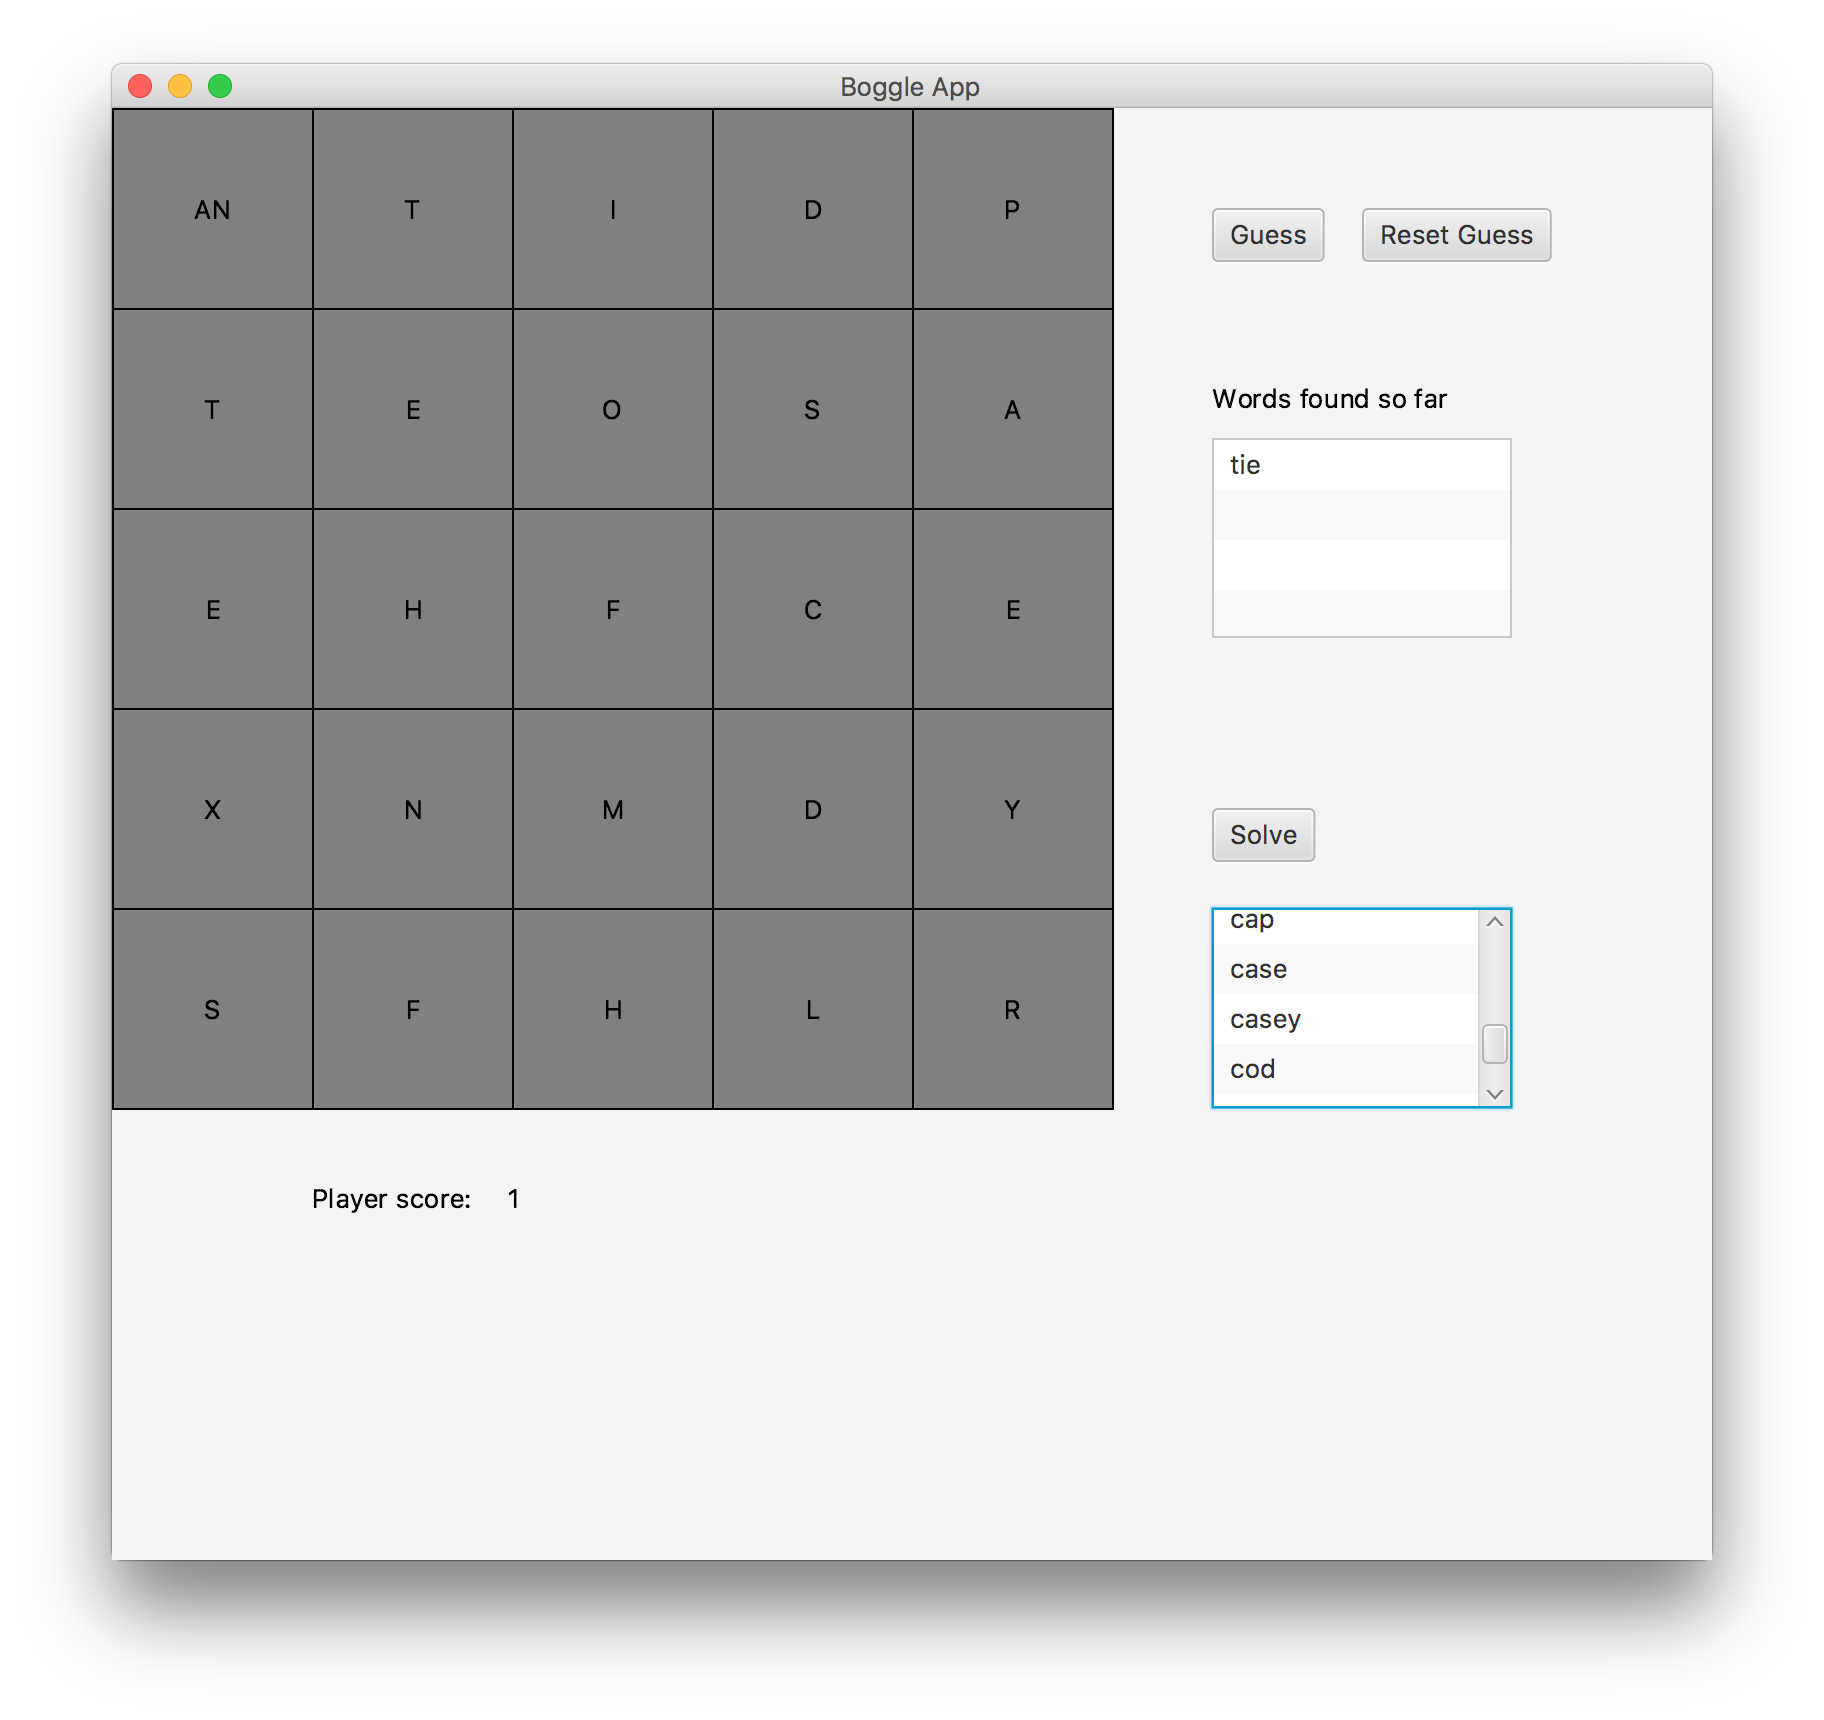 Boggle App
AN T I D P
T E O S A
E H F C E
X N M D Y
S F H L R
Guess Reset Guess
Words found so far
tie
Solve
cap
case
casey
cod
Player score: 1